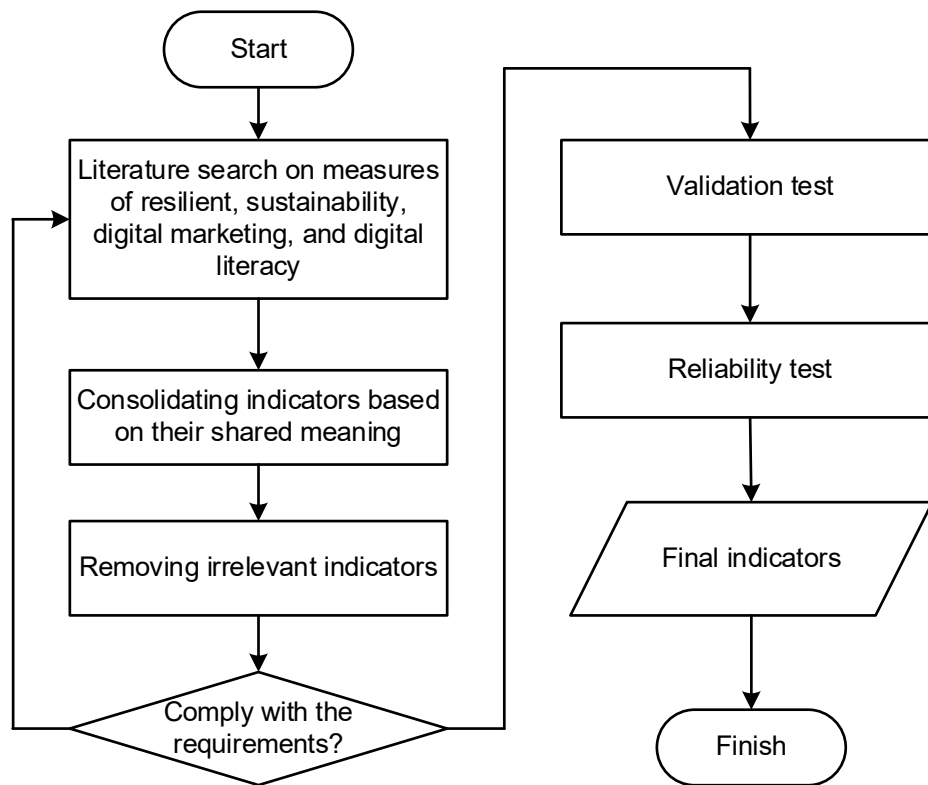 Start
Literature search on measures
of resilient, sustainability,
digital marketing, and digital
literacy
Consolidating indicators based
on their shared meaning
Removing irrelevant indicators
Comply with the
requirements?
Validation test
Reliability test
Final indicators
Finish